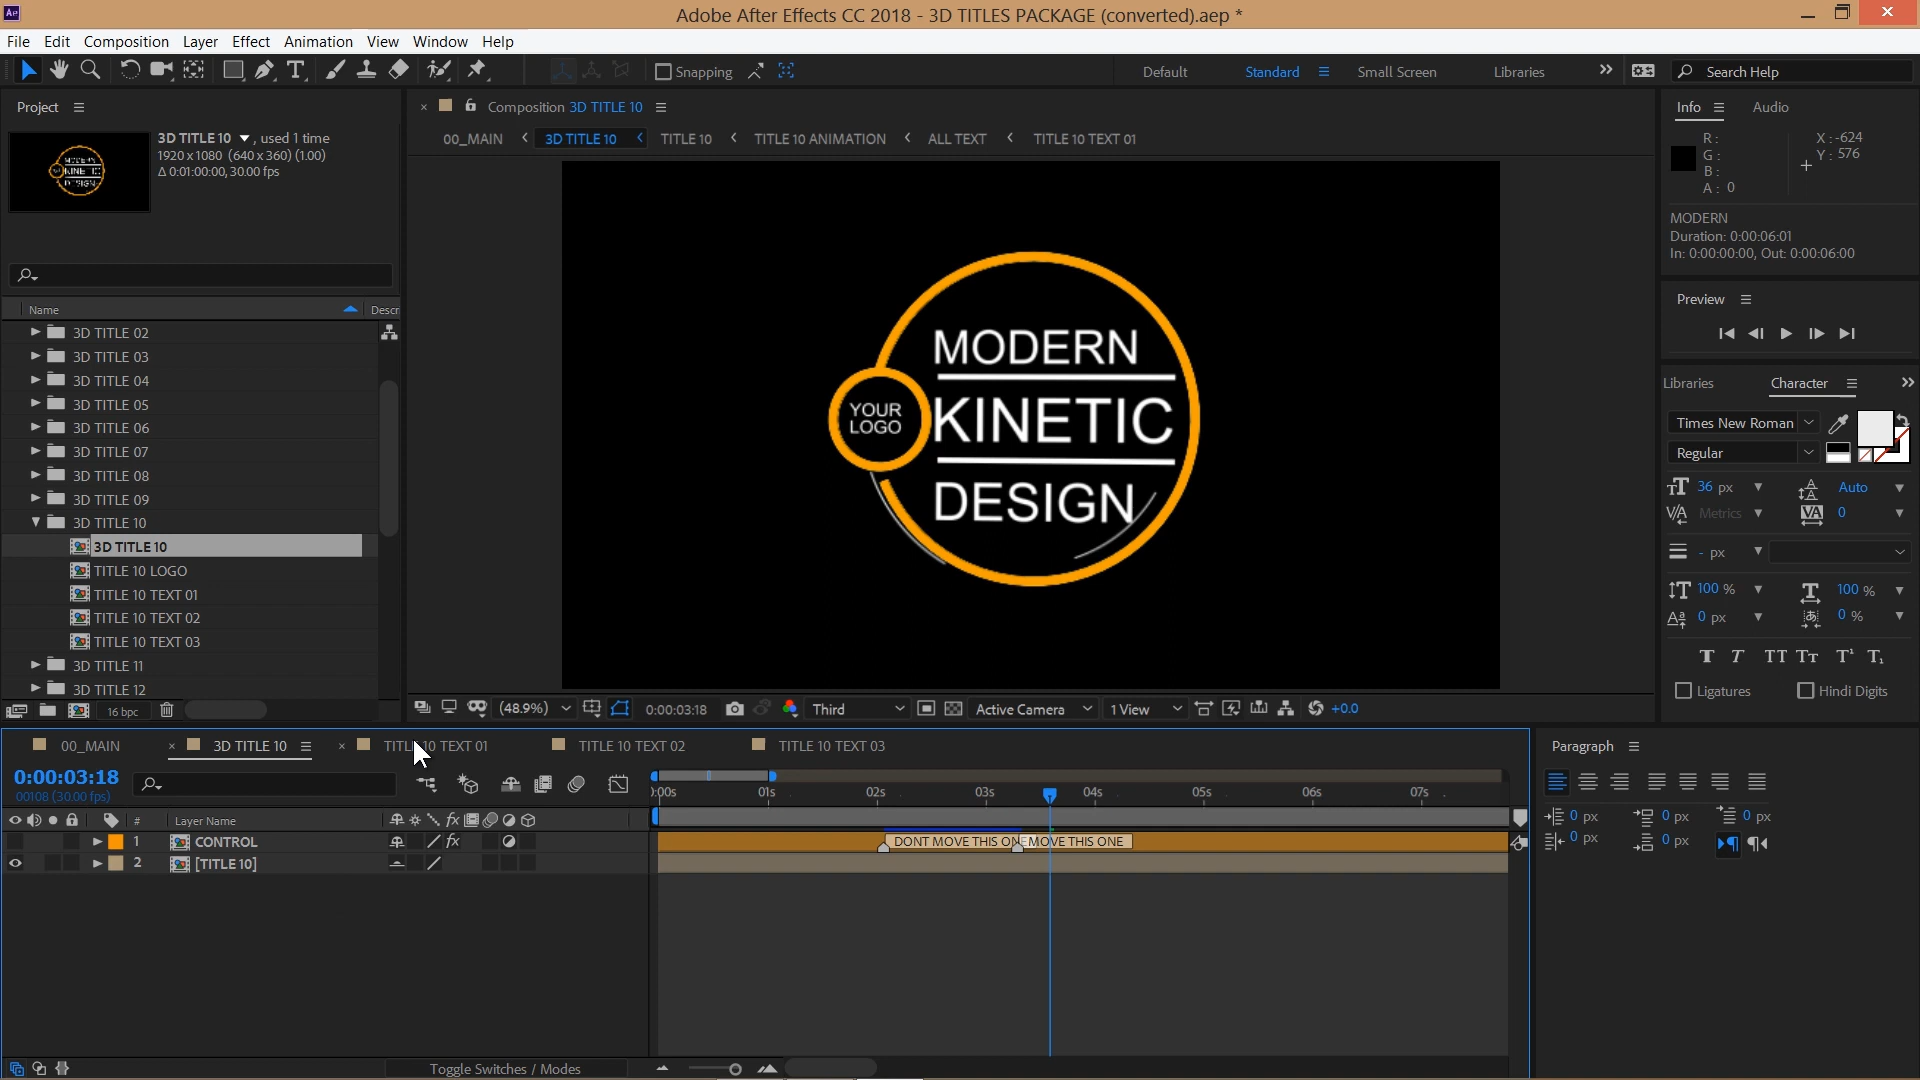 Adobe After Effects CC 2018 - 3D TITLES PACKAGE (converted).aep *
File Edit Composition Layer Effect Animation View Window Help
Snapping Default Standard Small Screen Libraries Search Help
Project
3D TITLE 10 , used 1 time
1920 x 1080 (640 x 360) (1.00)
Δ 0:01:00:00, 30.00 fps
Name Descr
3D TITLE 02
3D TITLE 03
3D TITLE 04
3D TITLE 05
3D TITLE 06
3D TITLE 07
3D TITLE 08
3D TITLE 09
3D TITLE 10
3D TITLE 10
TITLE 10 LOGO
TITLE 10 TEXT 01
TITLE 10 TEXT 02
TITLE 10 TEXT 03
3D TITLE 11
3D TITLE 12
16 bpc
Composition 3D TITLE 10
00_MAIN 3D TITLE 10 TITLE 10 TITLE 10 ANIMATION ALL TEXT TITLE 10 TEXT 01
MODERN
KINETIC
DESIGN
YOUR
LOGO
(48.9%) 0:00:03:18 Third Active Camera 1 View +0.0
Info Audio
R :
G :
B :
A : 0
X : -624
Y : 576
MODERN
Duration: 0:00:06:01
In: 0:00:00:00, Out: 0:00:06:00
Preview
Libraries Character
Times New Roman
Regular
36 px Auto
Metrics 0
- px
100 % 100 %
0 px 0 %
Ligatures Hindi Digits
00_MAIN 3D TITLE 10 TITLE 10 TEXT 01 TITLE 10 TEXT 02 TITLE 10 TEXT 03
0:00:03:18
00108 (30.00 fps)
:00s 01s 02s 03s 04s 05s 06s 07s
# Layer Name
1 CONTROL
DONT MOVE THIS ONE MOVE THIS ONE
2 [TITLE 10]
Toggle Switches / Modes
Paragraph
0 px 0 px 0 px
0 px 0 px